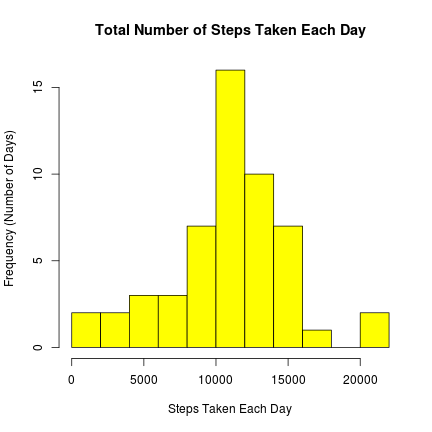 Total Number of Steps Taken Each Day
Frequency (Number of Days)
15
10
5
0
0 5000 10000 15000 20000
Steps Taken Each Day